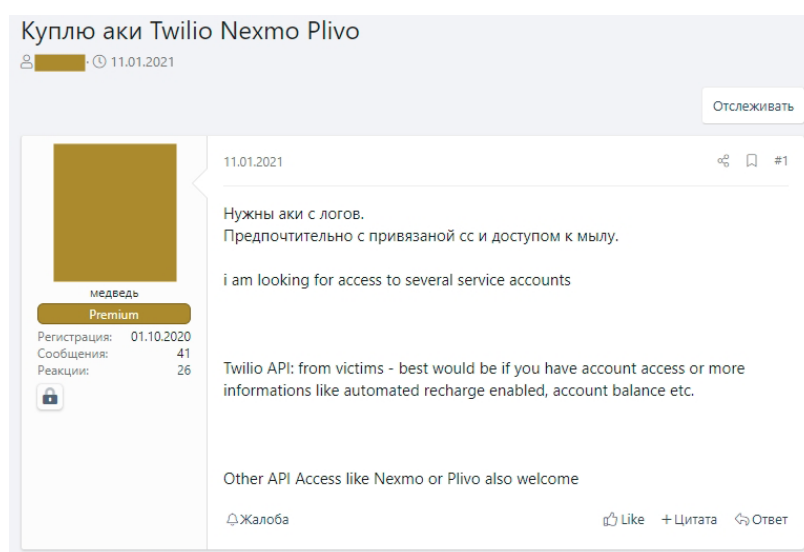 Куплю аки Twilio Nexmo Plivo
· 11.01.2021
Отслеживать
11.01.2021
#1
медведь
Premium
Регистрация: 01.10.2020
Сообщения: 41
Реакции: 26
Нужны аки с логов.
Предпочтительно с привязаной сс и доступом к мылу.
i am looking for access to several service accounts
Twilio API: from victims - best would be if you have account access or more
informations like automated recharge enabled, account balance etc.
Other API Access like Nexmo or Plivo also welcome
Жалоба
Like
+Цитата
Ответ